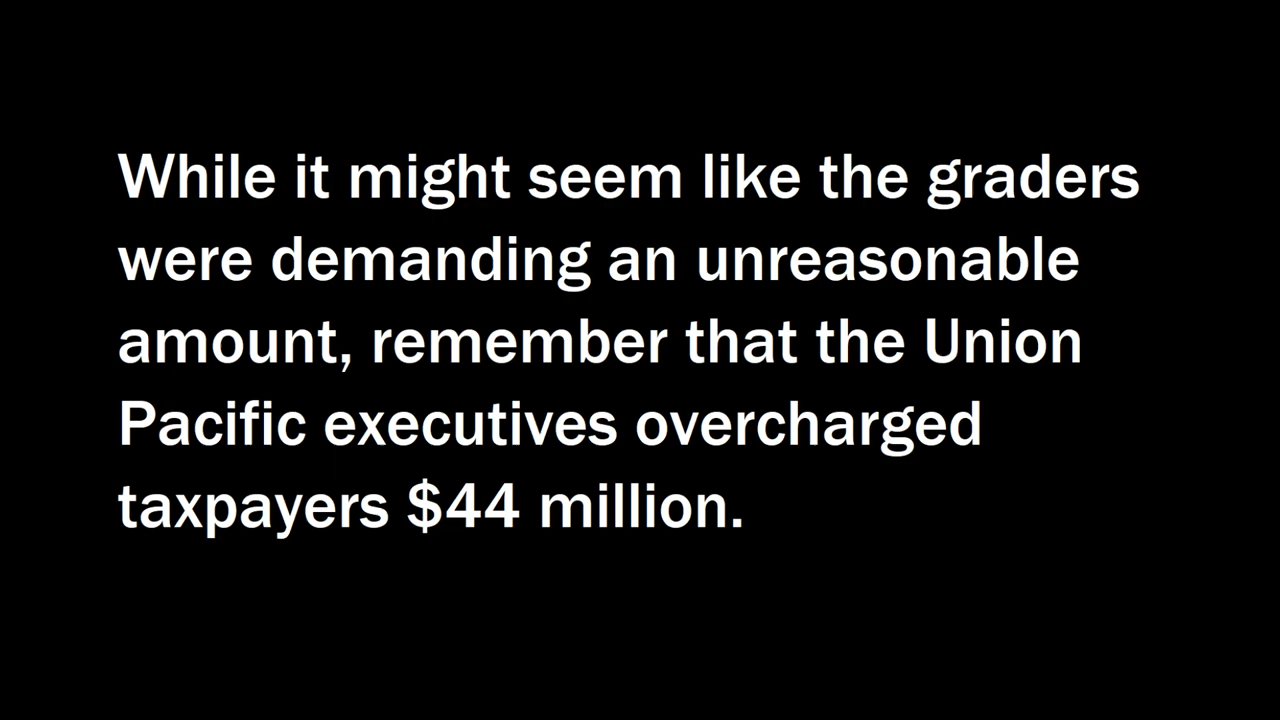 While it might seem like the graders
were demanding an unreasonable
amount, remember that the Union
Pacific executives overcharged
taxpayers $44 million.